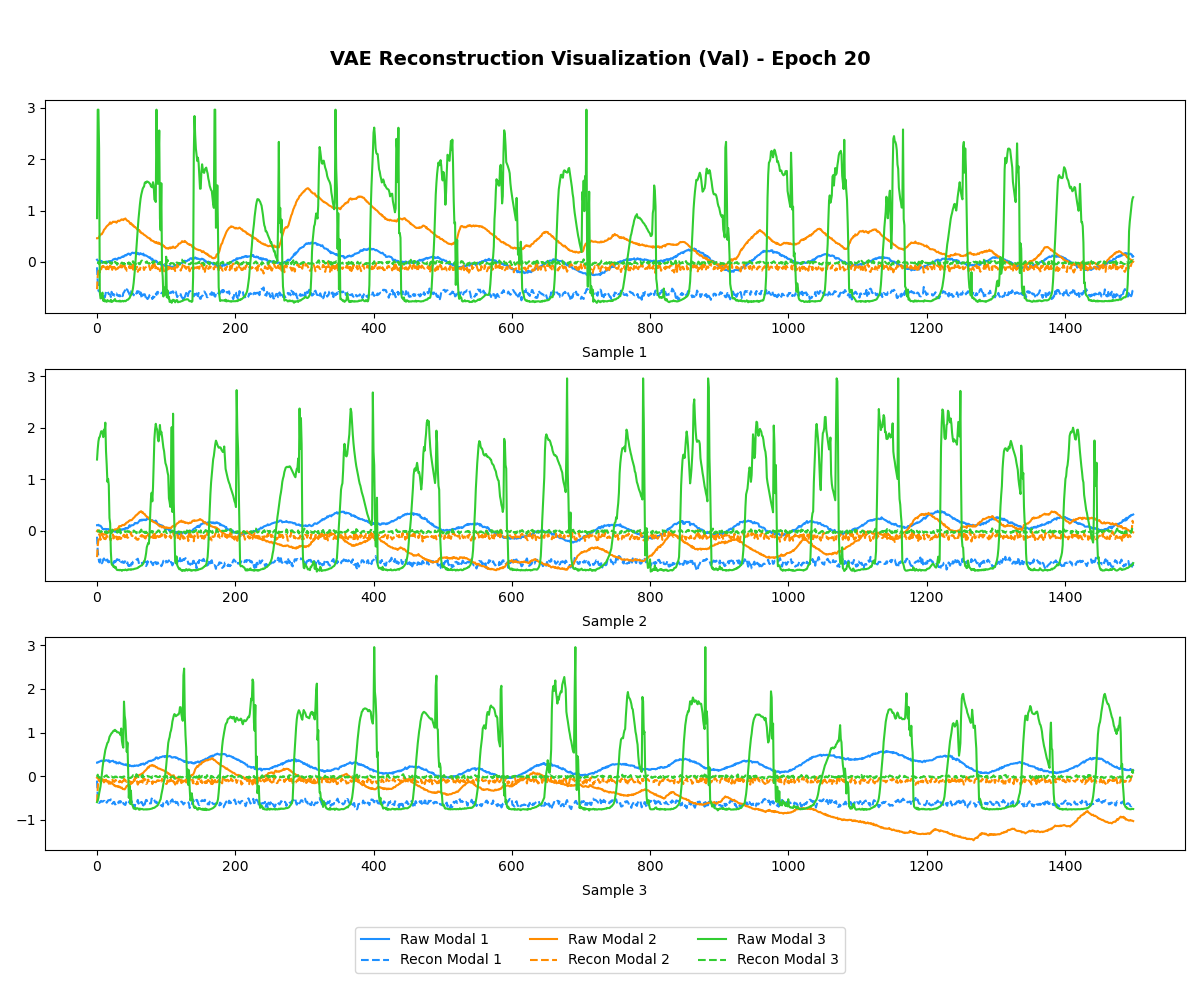 VAE Reconstruction Visualization (Val) - Epoch 20
3
2
1
0
0 200 400 600 800 1000 1200 1400
Sample 1
3
2
1
0
0 200 400 600 800 1000 1200 1400
Sample 2
3
2
1
0
−1
0 200 400 600 800 1000 1200 1400
Sample 3
Raw Modal 1 Raw Modal 2 Raw Modal 3
Recon Modal 1 Recon Modal 2 Recon Modal 3